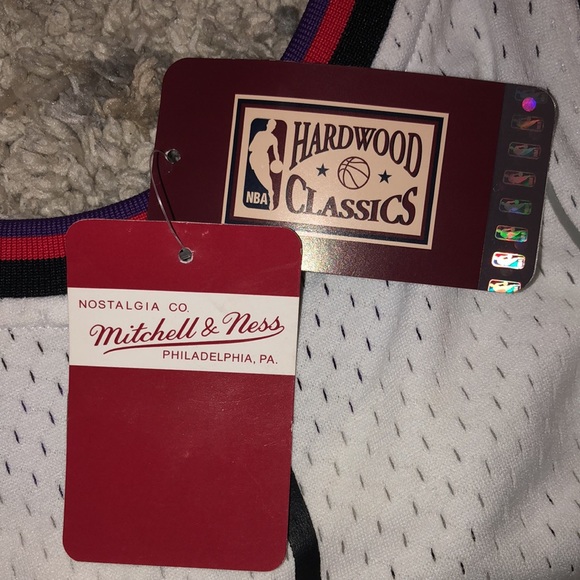 HARDWOOD
CLASSICS
NBA
NOSTALGIA CO.
Mitchell & Ness
PHILADELPHIA, PA.